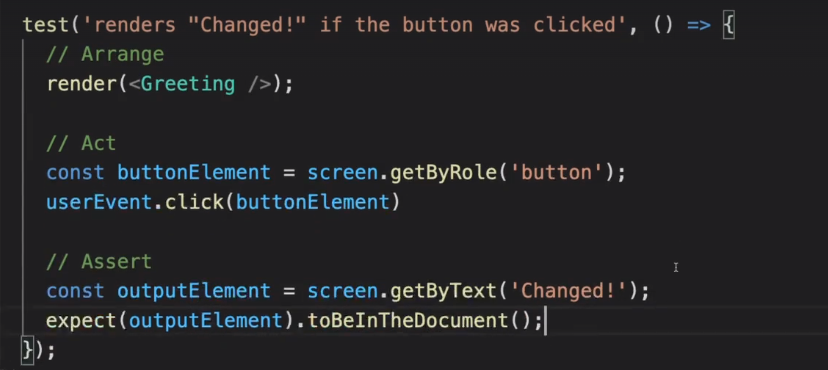 test('renders "Changed!" if the button was clicked', () => {
// Arrange
render(<Greeting />);
// Act
const buttonElement = screen.getByRole('button');
userEvent.click(buttonElement)
// Assert
const outputElement = screen.getByText('Changed!');
expect(outputElement).toBeInTheDocument();
});